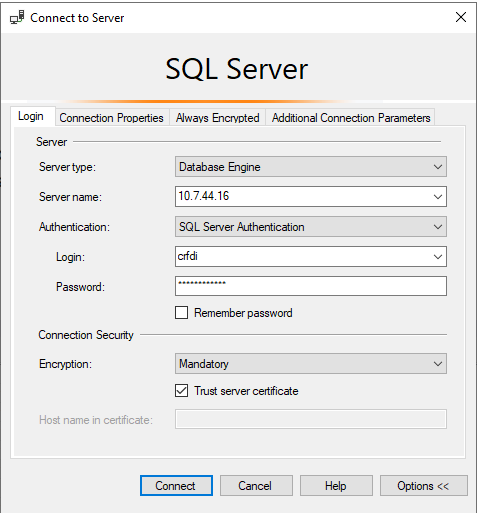 Connect to Server
SQL Server
Login Connection Properties Always Encrypted Additional Connection Parameters
Server
Server type: Database Engine
Server name: 10.7.44.16
Authentication: SQL Server Authentication
Login: crfdi
Password: ************
Remember password
Connection Security
Encryption: Mandatory
Trust server certificate
Host name in certificate:
Connect Cancel Help Options <<